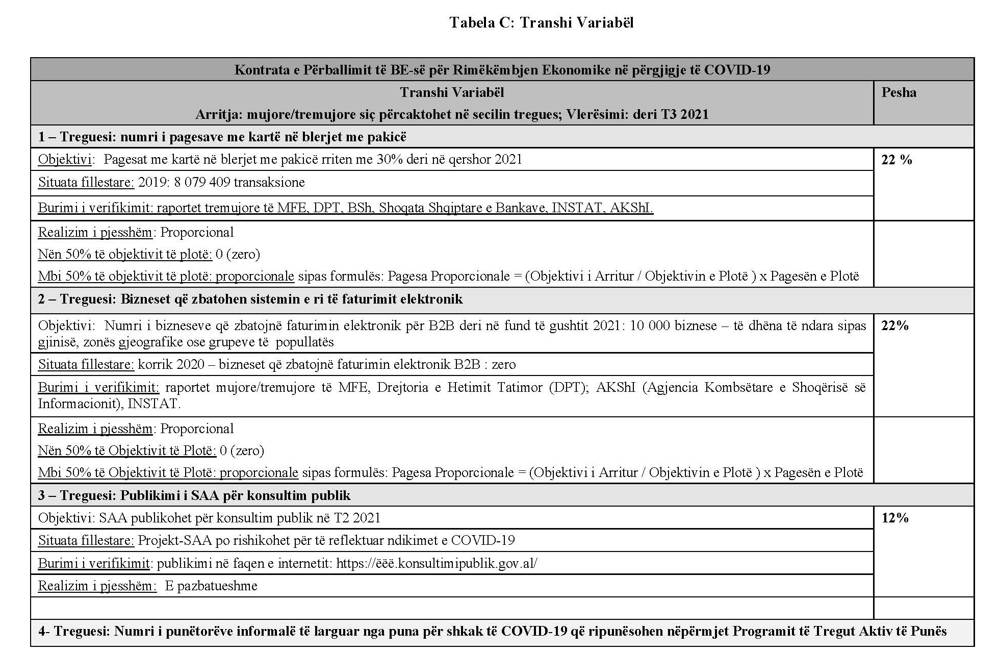 Tabela C: Transhi Variabël
Kontrata e Përballimit të BE-së për Rimëkëmbjen Ekonomike në përgjigje të COVID-19
Transhi Variabël
Pesha
Arritja: mujore/tremujore siç përcaktohet në secilin tregues; Vlerësimi: deri T3 2021
1 – Treguesi: numri i pagesave me kartë në blerjet me pakicë
Objektivi:  Pagesat me kartë në blerjet me pakicë rriten me 30% deri në qershor 2021
22 %
Situata fillestare: 2019: 8 079 409 transaksione
Burimi i verifikimit: raportet tremujore të MFE, DPT, BSh, Shoqata Shqiptare e Bankave, INSTAT, AKShI.
Realizim i pjesshëm: Proporcional
Nën 50% të objektivit të plotë: 0 (zero)
Mbi 50% të objektivit të plotë: proporcionale sipas formulës: Pagesa Proporcionale = (Objektivi i Arritur / Objektivin e Plotë ) x Pagesën e Plotë
2 – Treguesi: Bizneset që zbatohen sistemin e ri të faturimit elektronik
Objektivi:  Numri i bizneseve që zbatojnë faturimin elektronik për B2B deri në fund të gushtit 2021: 10 000 biznese – të dhëna të ndara sipas
22%
gjinisë, zonës gjeografike ose grupeve të  popullatës
Situata fillestare: korrik 2020 – bizneset që zbatojnë faturimin elektronik B2B : zero
Burimi i verifikimit: raportet mujore/tremujore të MFE, Drejtoria e Hetimit Tatimor (DPT); AKShI (Agjencia Kombsëtare e Shoqërisë së
Informacionit), INSTAT.
Realizim i pjesshëm: Proporcional
Nën 50% të Objektivit të Plotë: 0 (zero)
Mbi 50% të Objektivit të Plotë: proporcionale sipas formulës: Pagesa Proporcionale = (Objektivi i Arritur / Objektivin e Plotë ) x Pagesën e Plotë
3 – Treguesi: Publikimi i SAA për konsultim publik
Objektivi: SAA publikohet për konsultim publik në T2 2021
12%
Situata fillestare: Projekt-SAA po rishikohet për të reflektuar ndikimet e COVID-19
Burimi i verifikimit: publikimi në faqen e internetit: https://ëëë.konsultimipublik.gov.al/
Realizim i pjesshëm:  E pazbatueshme
4- Treguesi: Numri i punëtorëve informalë të larguar nga puna për shkak të COVID-19 që ripunësohen nëpërmjet Programit të Tregut Aktiv të Punës